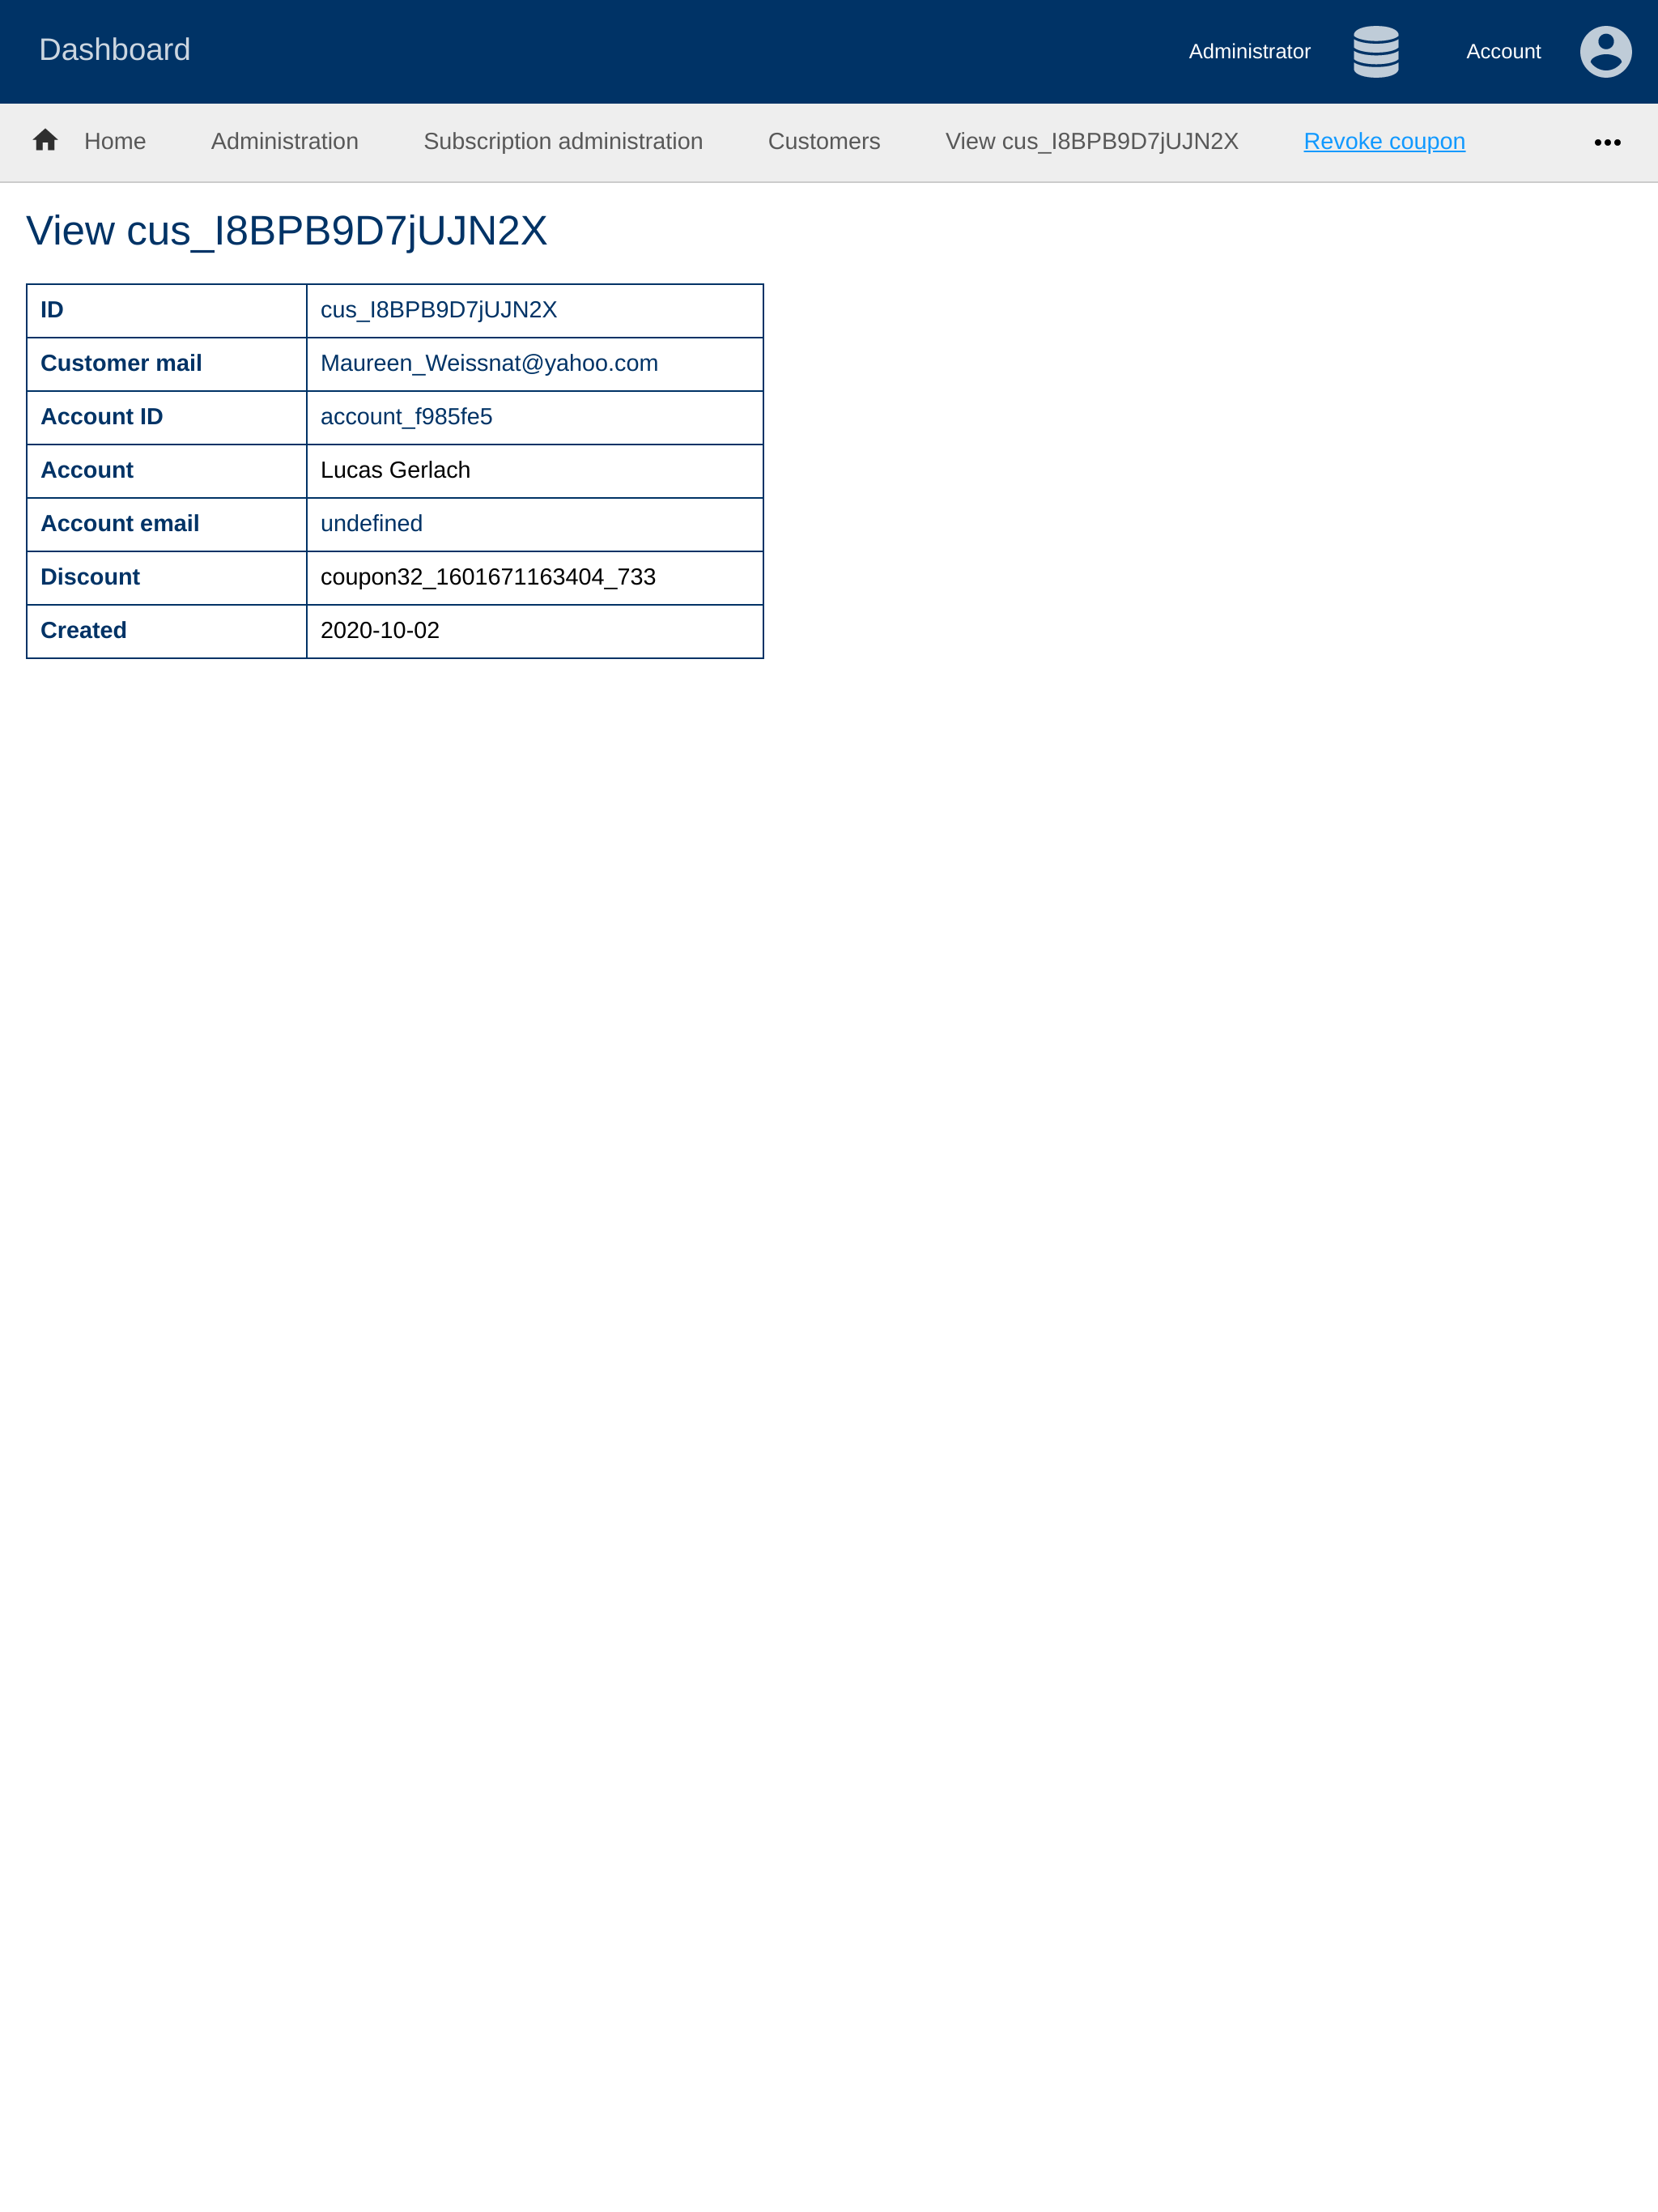 Dashboard Administrator Account
Home Administration Subscription administration Customers View cus_I8BPB9D7jUJN2X Revoke coupon •••
View cus_I8BPB9D7jUJN2X
ID cus_I8BPB9D7jUJN2X
Customer mail Maureen_Weissnat@yahoo.com
Account ID account_f985fe5
Account Lucas Gerlach
Account email undefined
Discount coupon32_1601671163404_733
Created 2020-10-02